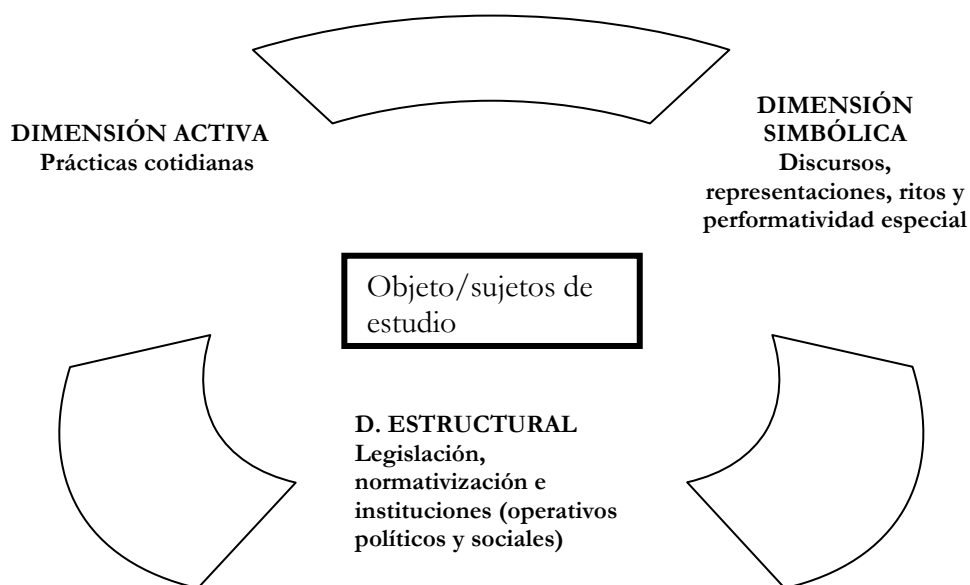 DIMENSIÓN ACTIVA
Prácticas cotidianas
DIMENSIÓN
SIMBÓLICA
Discursos,
representaciones, ritos y
performatividad especial
Objeto/sujetos de
estudio
D. ESTRUCTURAL
Legislación,
normativización e
instituciones (operativos
políticos y sociales)